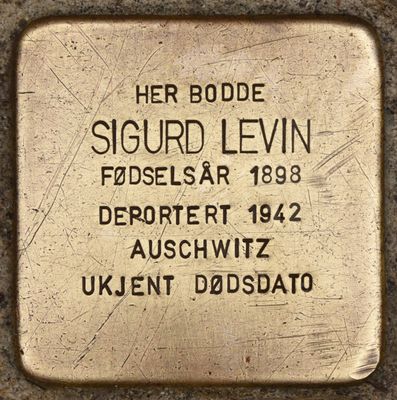 HER BODDE
SIGURD LEVIN
FØDSELSÅR 1898
DEPORTERT 1942
AUSCHWITZ
UKJENT DØDSDATO